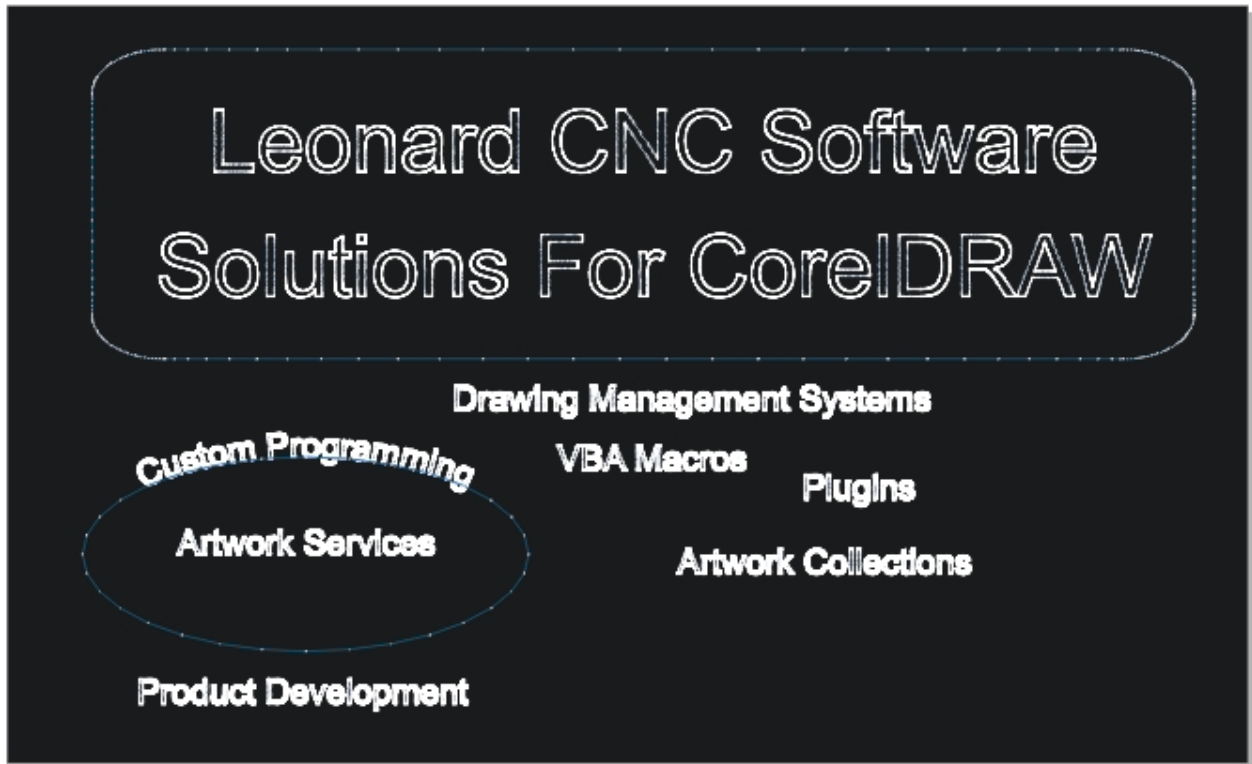 Leonard CNC Software
Solutions For CorelDRAW
Drawing Management Systems
Custom Programming
VBA Macros
Plugins
Artwork Services
Artwork Collections
Product Development